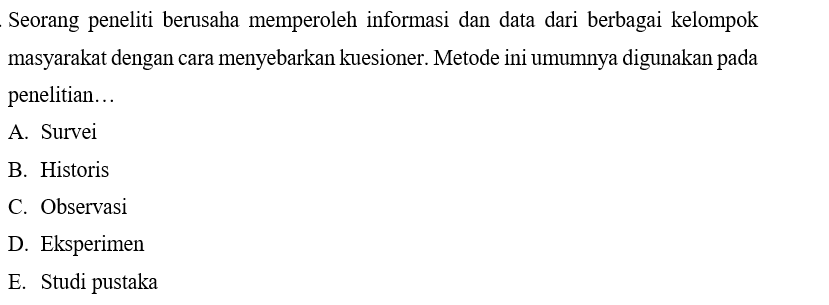 . Seorang peneliti berusaha memperoleh informasi dan data dari berbagai kelompok
masyarakat dengan cara menyebarkan kuesioner. Metode ini umumnya digunakan pada
penelitian…
A. Survei
B. Historis
C. Observasi
D. Eksperimen
E. Studi pustaka